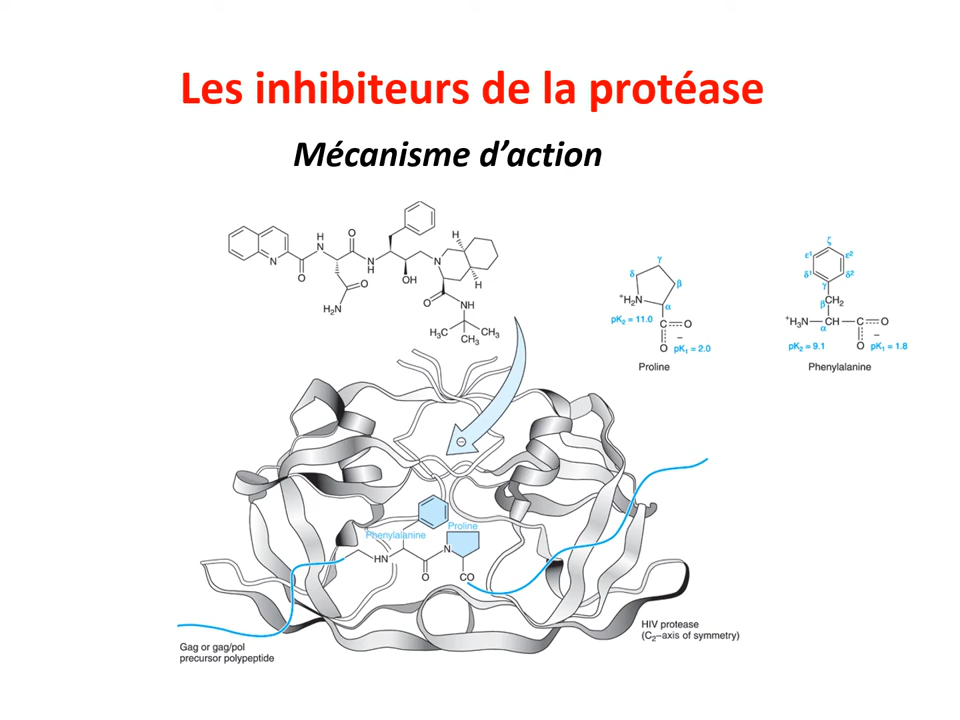 Les inhibiteurs de la protéase
Mécanisme d’action
N
O
H
N
O
O
H₂N
N
H
OH
N
H
H
O
NH
H₃C
CH₃
CH₃
γ
δ
β
⁺H₂N
α
pK₂ = 11.0
C
O
O
–
pK₁ = 2.0
Proline
ζ
ε¹
ε²
δ¹
δ²
γ
β
CH₂
⁺H₃N
CH
C
O
α
O
–
pK₂ = 9.1
pK₁ = 1.8
Phenylalanine
Phenylalanine
Proline
HN
N
O
CO
Gag or gag/pol
precursor polypeptide
HIV protease
(C₂–axis of symmetry)